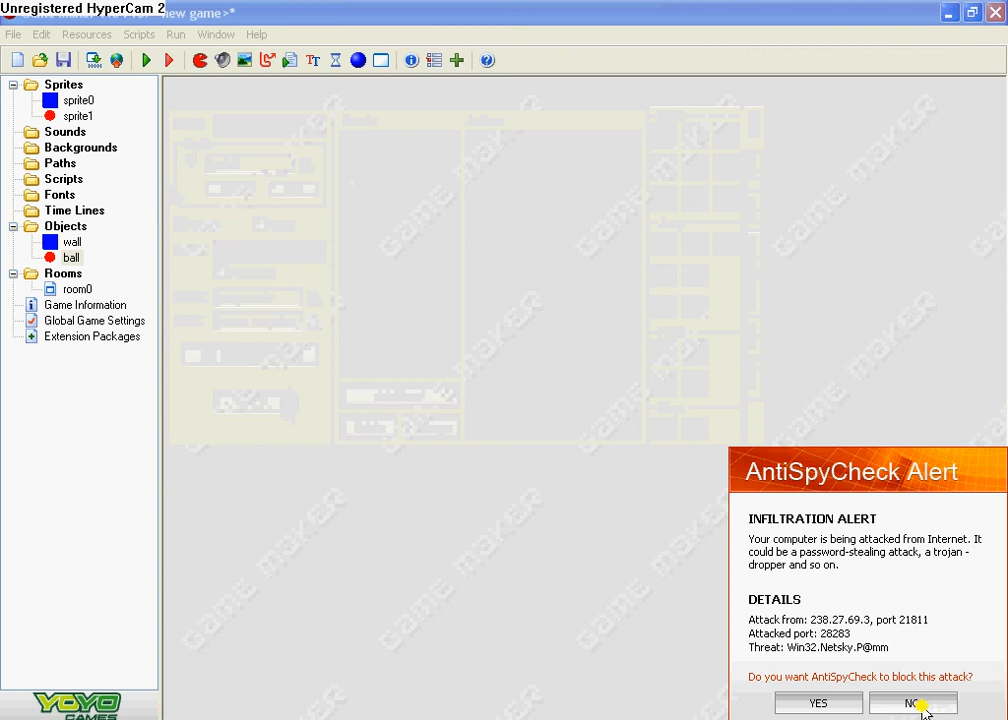 Unregistered HyperCam 2
new game>*
File Edit Resources Scripts Run Window Help
Sprites
sprite0
sprite1
Sounds
Backgrounds
Paths
Scripts
Fonts
Time Lines
Objects
wall
ball
Rooms
room0
Game Information
Global Game Settings
Extension Packages
YOYO
GAMES
GAME MAKER
AntiSpyCheck Alert
INFILTRATION ALERT
Your computer is being attacked from Internet. It
could be a password-stealing attack, a trojan -
dropper and so on.
DETAILS
Attack from: 238.27.69.3, port 21811
Attacked port: 28283
Threat: Win32.Netsky.P@mm
Do you want AntiSpyCheck to block this attack?
YES NO